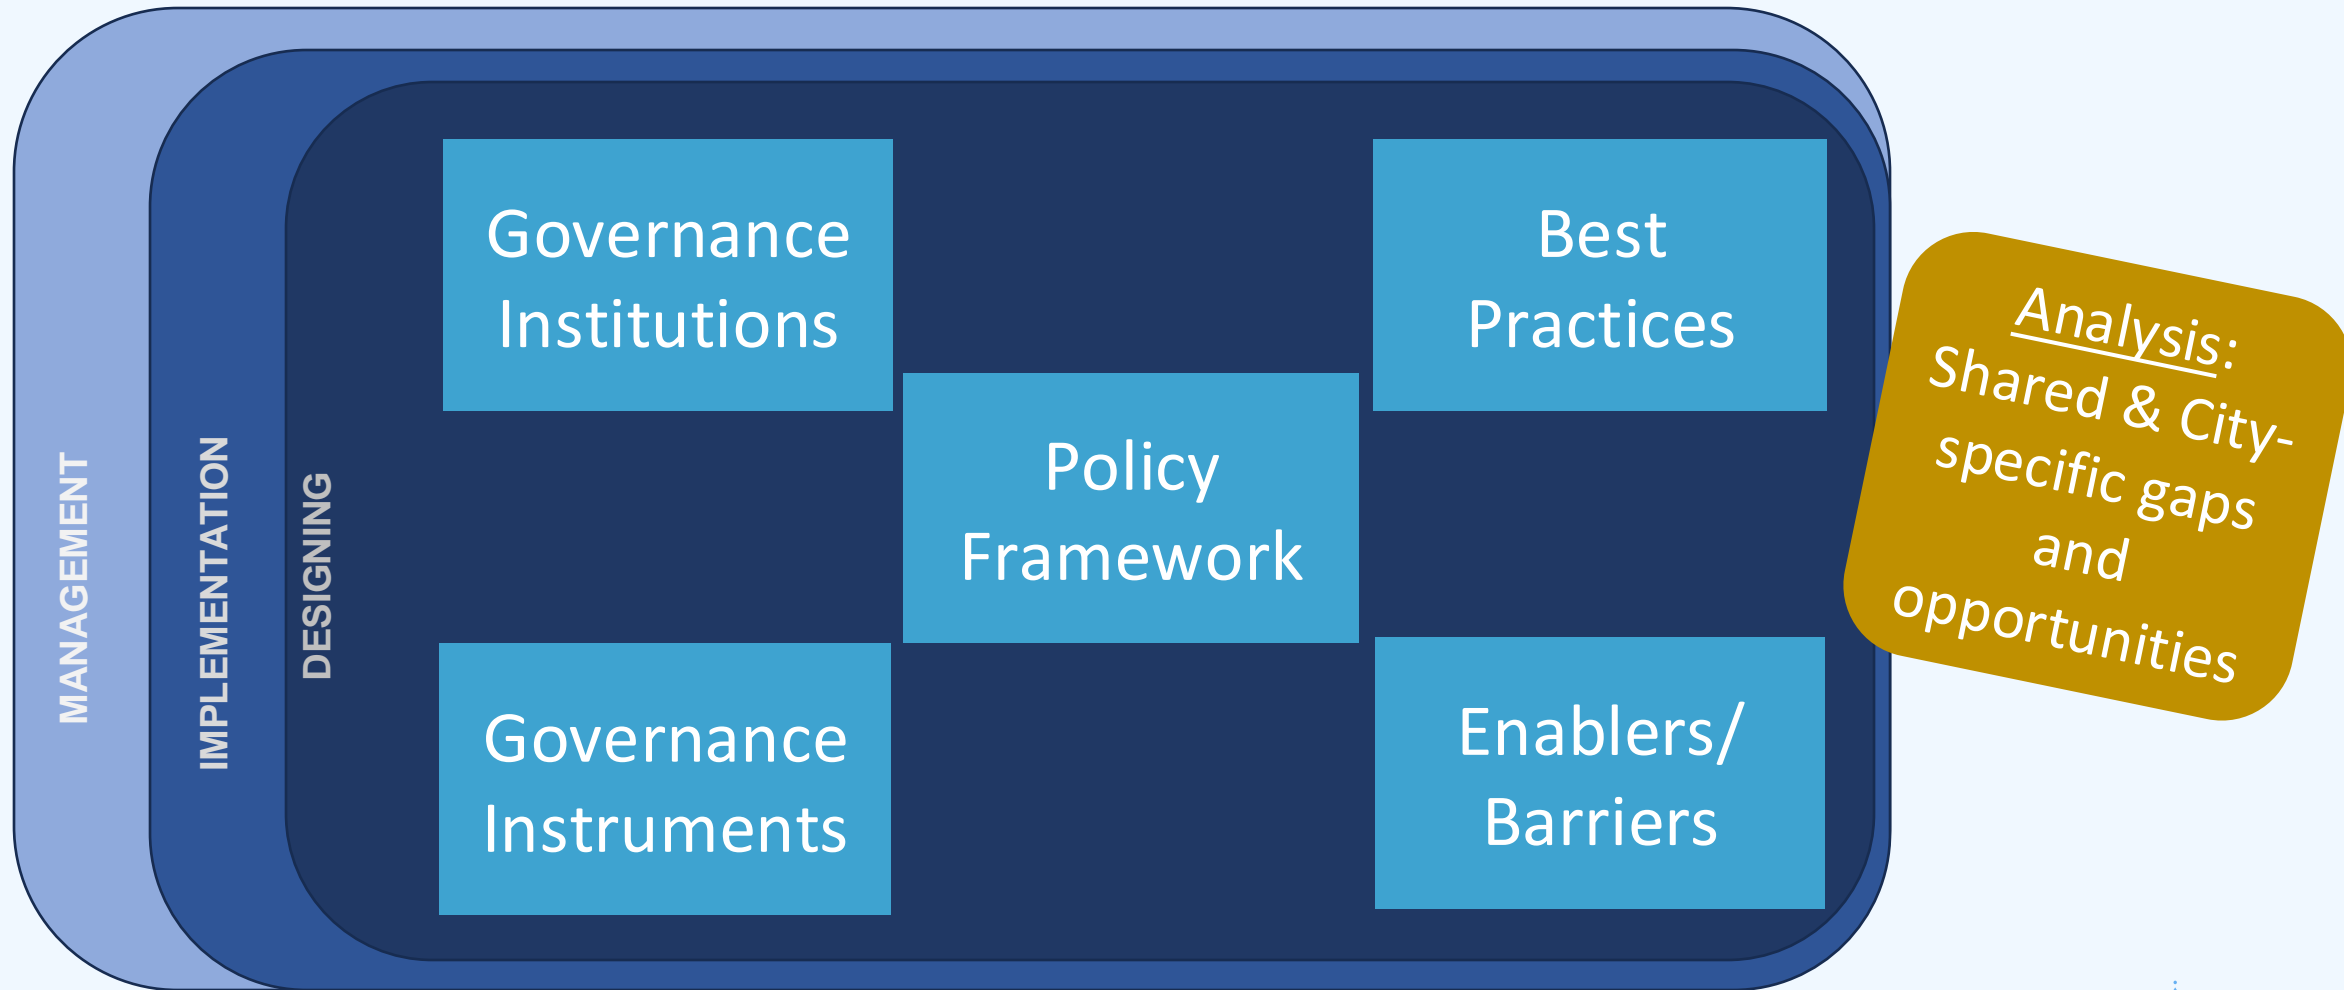 MANAGEMENT
IMPLEMENTATION
DESIGNING
Governance
Institutions
Best
Practices
Policy
Framework
Governance
Instruments
Enablers/
Barriers
Analysis:
Shared & City-
specific gaps
and
opportunities